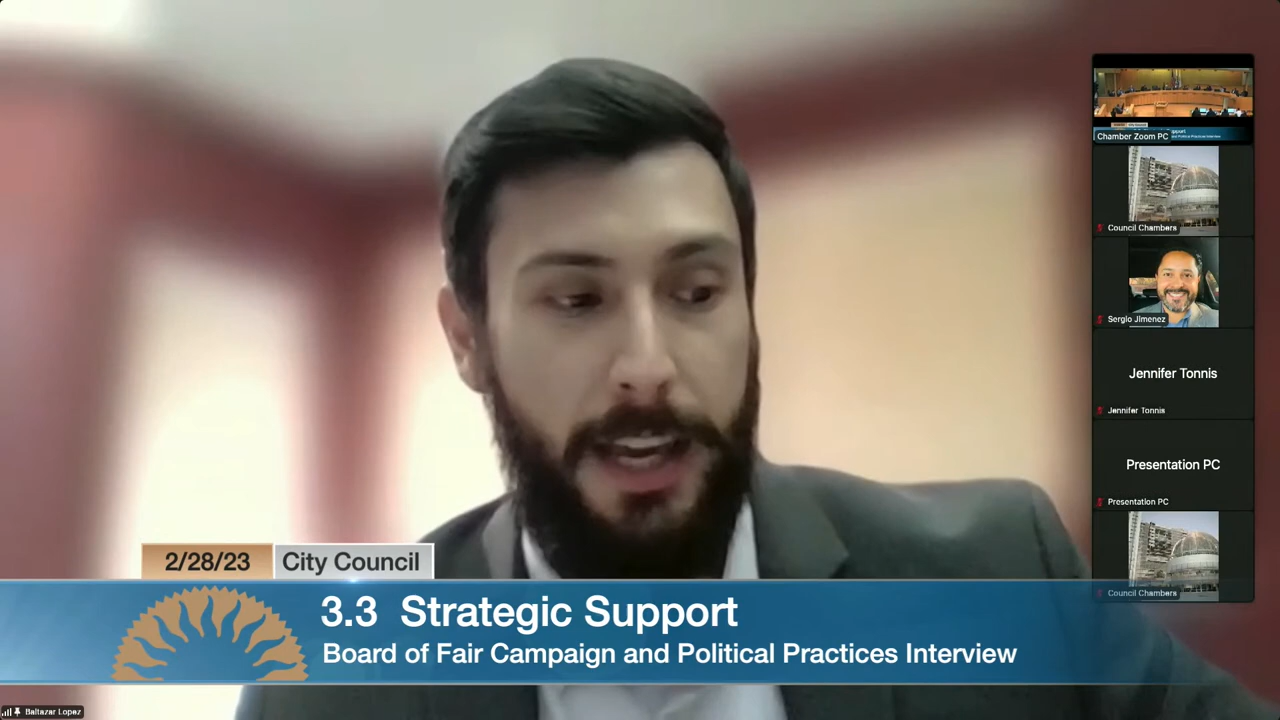 Chamber Zoom PC
Council Chambers
Sergio Jimenez
Jennifer Tonnis
Jennifer Tonnis
Presentation PC
Presentation PC
Council Chambers
2/28/23
City Council
3.3 Strategic Support
Board of Fair Campaign and Political Practices Interview
Baltazar Lopez